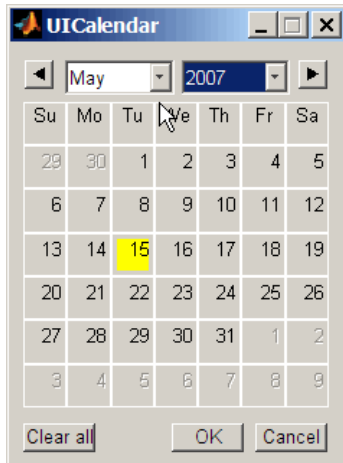 UICalendar
May 2007
Su Mo Tu We Th Fr Sa
29 30 1 2 3 4 5
6 7 8 9 10 11 12
13 14 15 16 17 18 19
20 21 22 23 24 25 26
27 28 29 30 31 1 2
3 4 5 6 7 8 9
Clear all OK Cancel